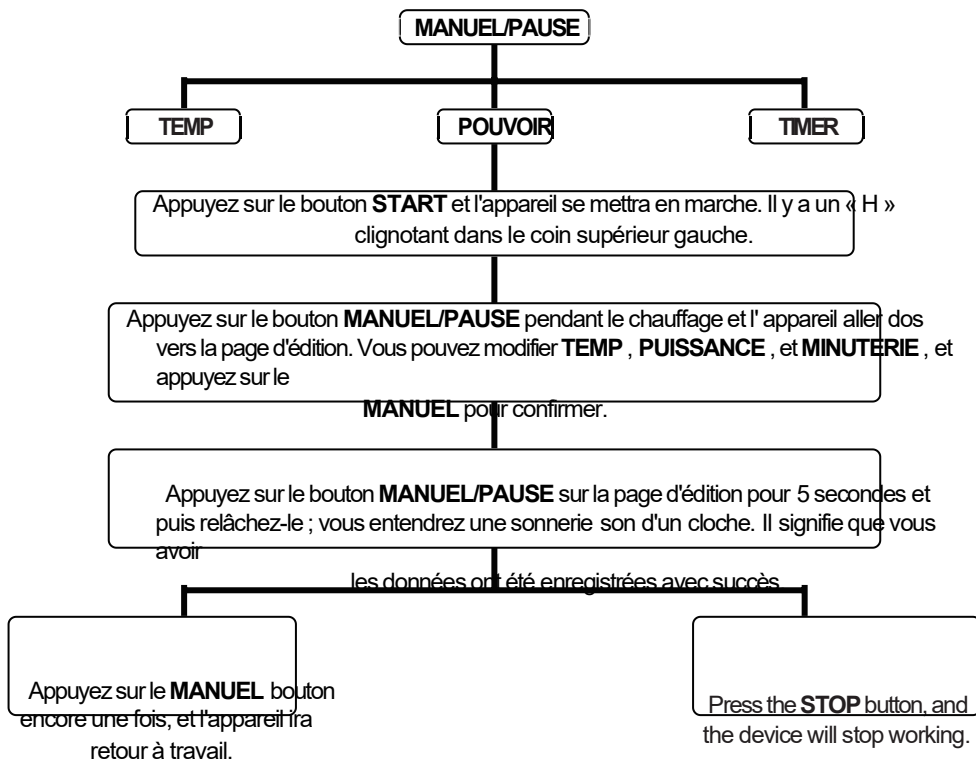 MANUEL/PAUSE
TEMP
POUVOIR
TIMER
Appuyez sur le bouton START et l'appareil se mettra en marche. Il y a un « H »
clignotant dans le coin supérieur gauche.
Appuyez sur le bouton MANUEL/PAUSE pendant le chauffage et l' appareil aller dos
vers la page d'édition. Vous pouvez modifier TEMP , PUISSANCE , et MINUTERIE , et
appuyez sur le
MANUEL pour confirmer.
Appuyez sur le bouton MANUEL/PAUSE sur la page d'édition pour 5 secondes et
puis relâchez-le ; vous entendrez une sonnerie son d'un cloche. Il signifie que vous
avoir
les données ont été enregistrées avec succès
Appuyez sur le MANUEL bouton
encore une fois, et l'appareil ira
retour à travail.
Press the STOP button, and
the device will stop working.